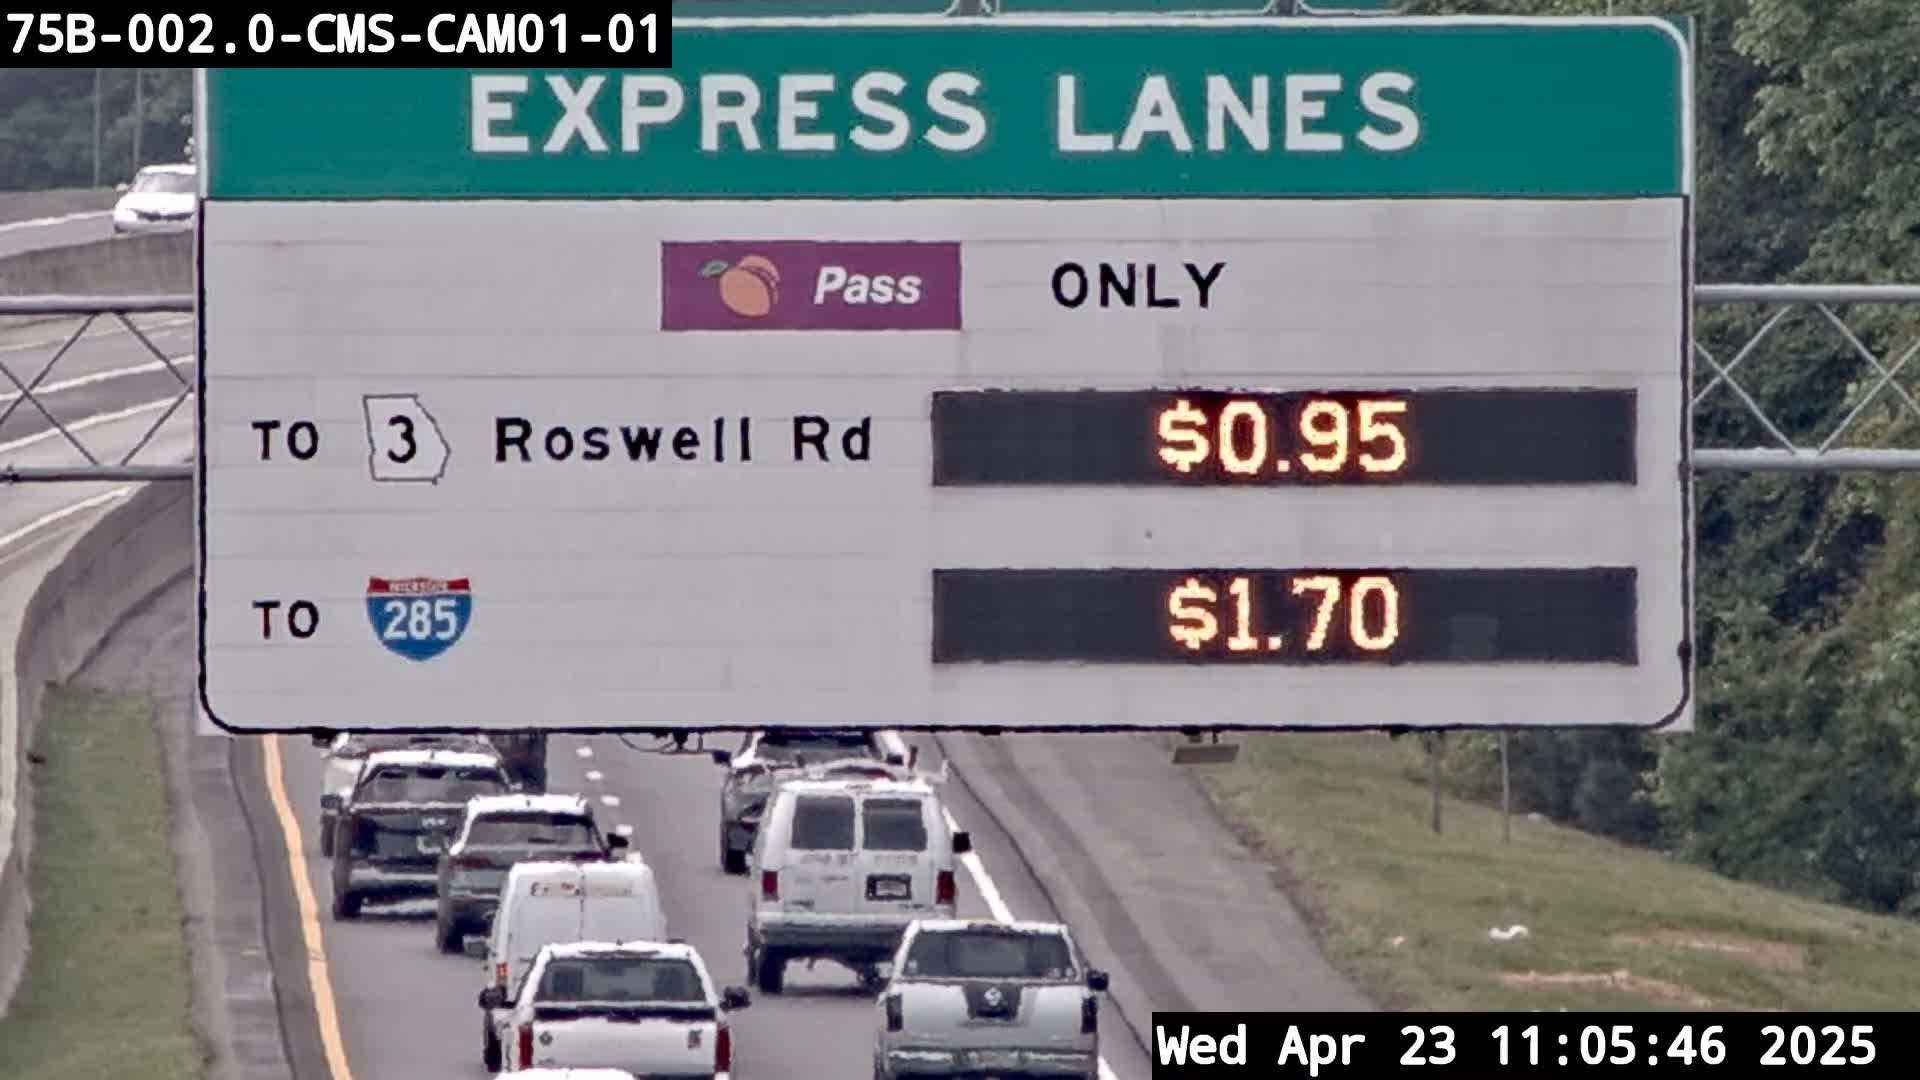 75B-002.0-CMS-CAM01-01
EXPRESS LANES
Pass ONLY
TO 3 Roswell Rd $0.95
TO INTERSTATE 285 $1.70
Wed Apr 23 11:05:46 2025